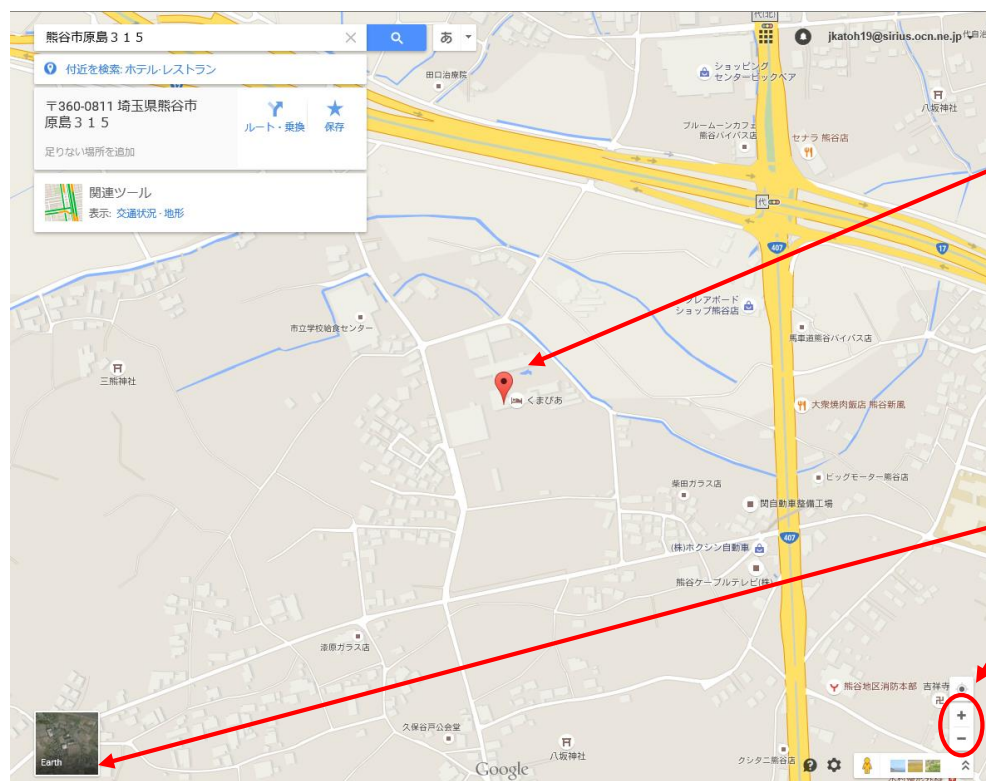 熊谷市原島３１５
あ
付近を検索:ホテル·レストラン
〒360-0811 埼玉県熊谷市
原島３１５
ルート・乗換
保存
足りない場所を追加
関連ツール
表示: 交通状況·地形
jkatoh19@sirius.ocn.ne.jp
代(北)
田口治療院
ショッピング
センタービックベア
八坂神社
ブルームーンカフェ
熊谷バイパス店
セナラ 熊谷店
代
407
17
クレアボード
ショップ熊谷店
市立学校給食センター
馬車道熊谷バイパス店
三熊神社
くまぴあ
大衆焼肉飯店 熊谷新風
ビッグモーター熊谷店
柴田ガラス店
関自動車整備工場
407
(株)ホクシン自動車
熊谷ケーブルテレビ(株)
漆原ガラス店
熊谷地区消防本部
吉祥寺
+
−
久保谷戸公会堂
八坂神社
Earth
Google
クシタニ熊谷店